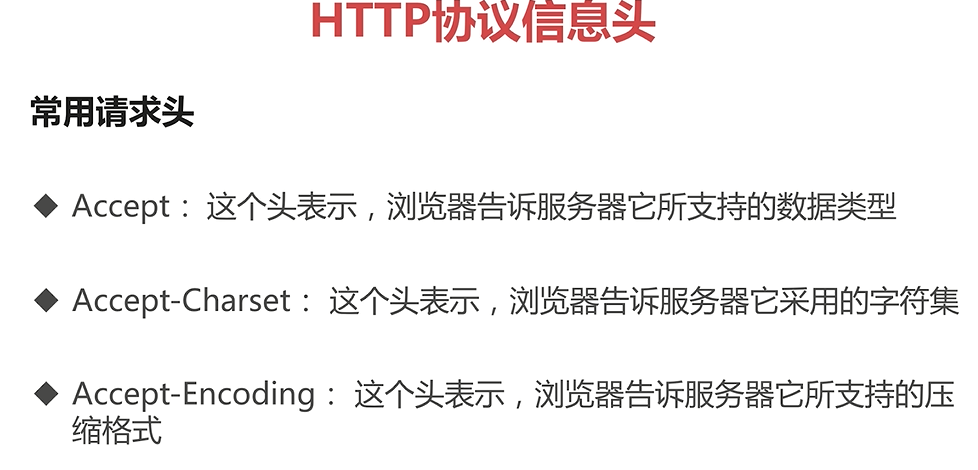 HTTP协议信息头
常用请求头
◆ Accept： 这个头表示，浏览器告诉服务器它所支持的数据类型
◆ Accept-Charset： 这个头表示，浏览器告诉服务器它采用的字符集
◆ Accept-Encoding： 这个头表示，浏览器告诉服务器它所支持的压
缩格式